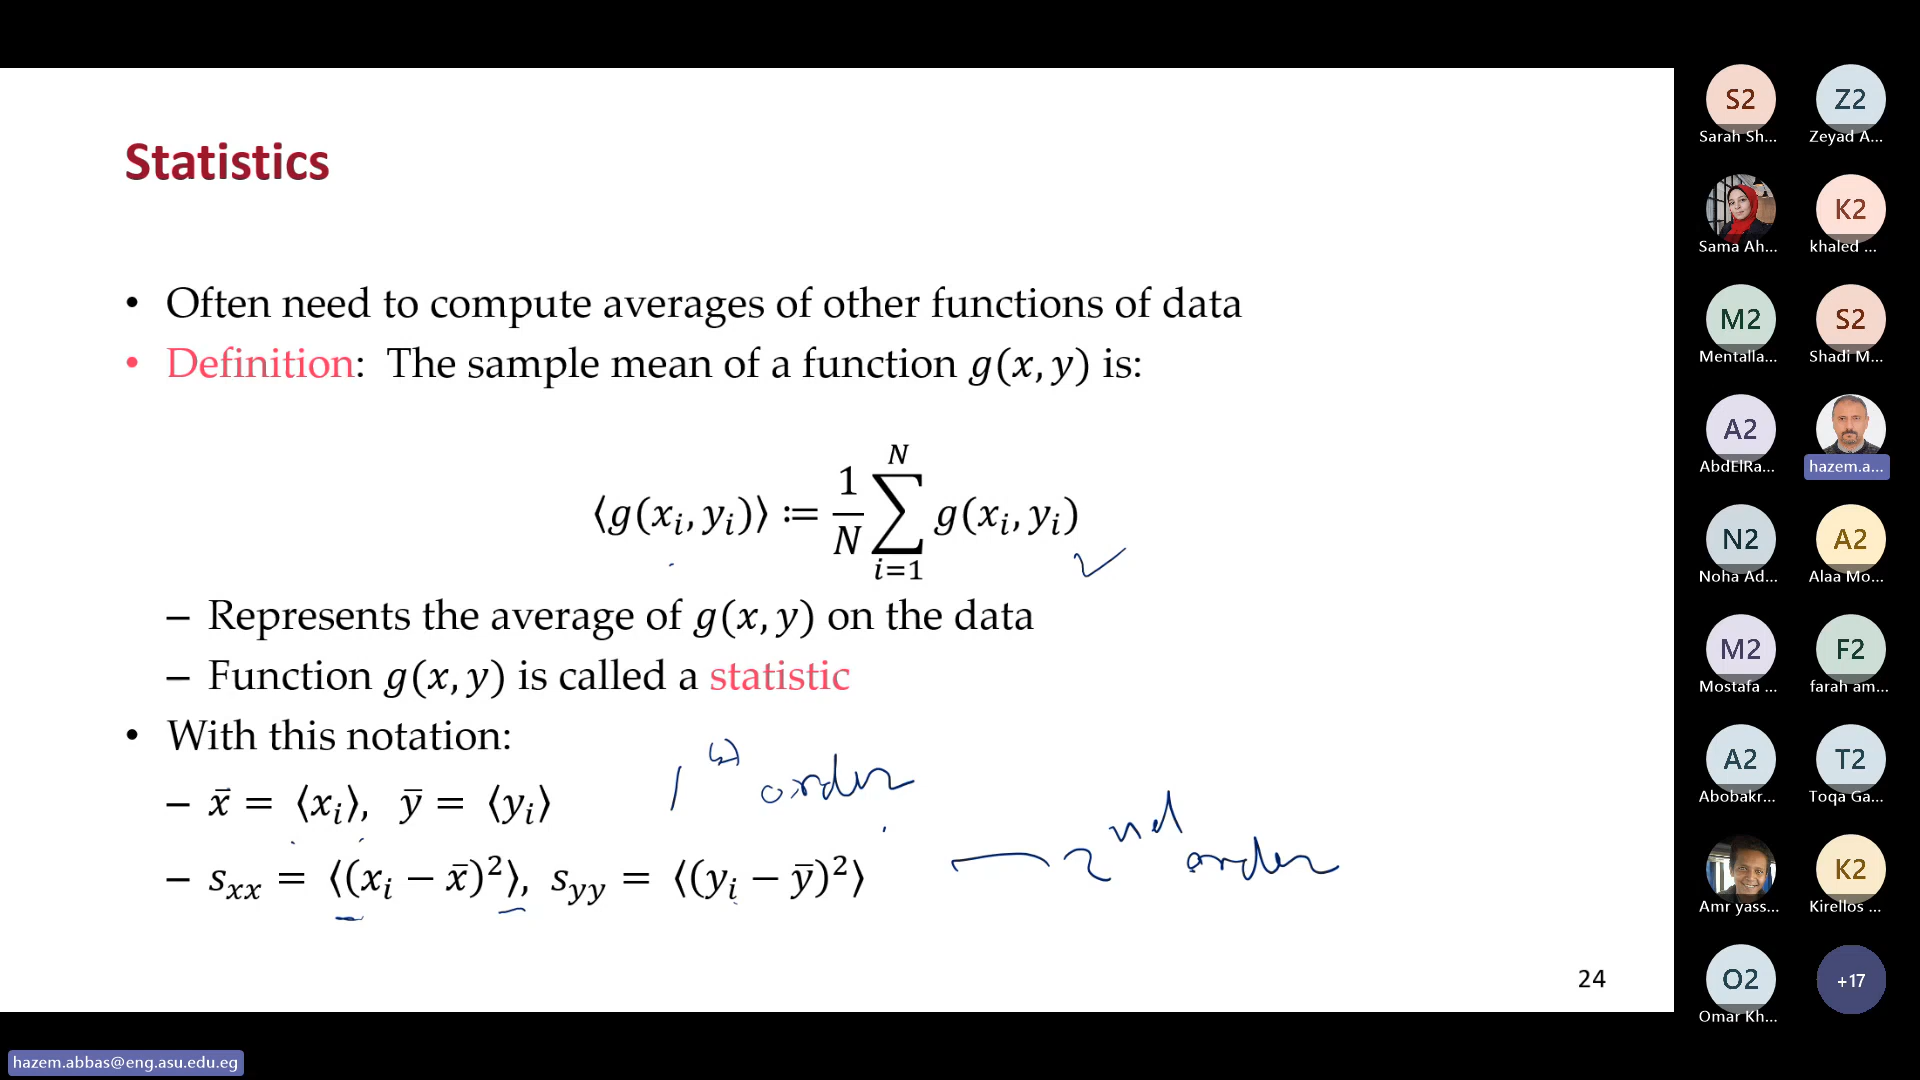 Statistics
• Often need to compute averages of other functions of data
• Definition: The sample mean of a function g(x, y) is:
⟨g(xᵢ, yᵢ)⟩ ≔ 1/N ∑ᵢ₌₁ᴺ g(xᵢ, yᵢ)
– Represents the average of g(x, y) on the data
– Function g(x, y) is called a statistic
• With this notation:
– x̄ = ⟨xᵢ⟩, ȳ = ⟨yᵢ⟩
1st order
– sₓₓ = ⟨(xᵢ − x̄)²⟩, s_yy = ⟨(yᵢ − ȳ)²⟩
2nd order
24
S2
Sarah Sh...
Z2
Zeyad A...
Sama Ah...
K2
khaled ...
M2
Mentalla...
S2
Shadi M...
A2
AbdElRa...
hazem.a...
N2
Noha Ad...
A2
Alaa Mo...
M2
Mostafa ...
F2
farah am...
A2
Abobakr...
T2
Toqa Ga...
Amr yass...
K2
Kirellos ...
O2
Omar Kh...
+17
hazem.abbas@eng.asu.edu.eg